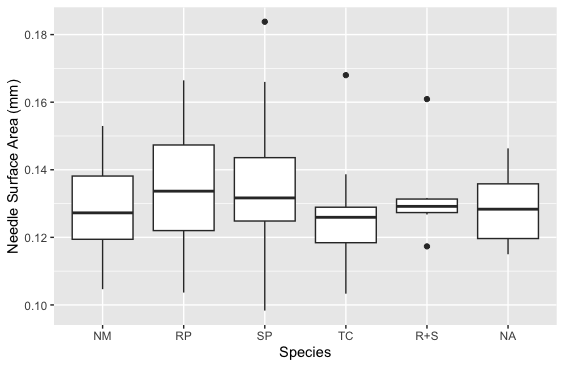 Needle Surface Area (mm)
0.18
0.16
0.14
0.12
0.10
NM RP SP TC R+S NA
Species